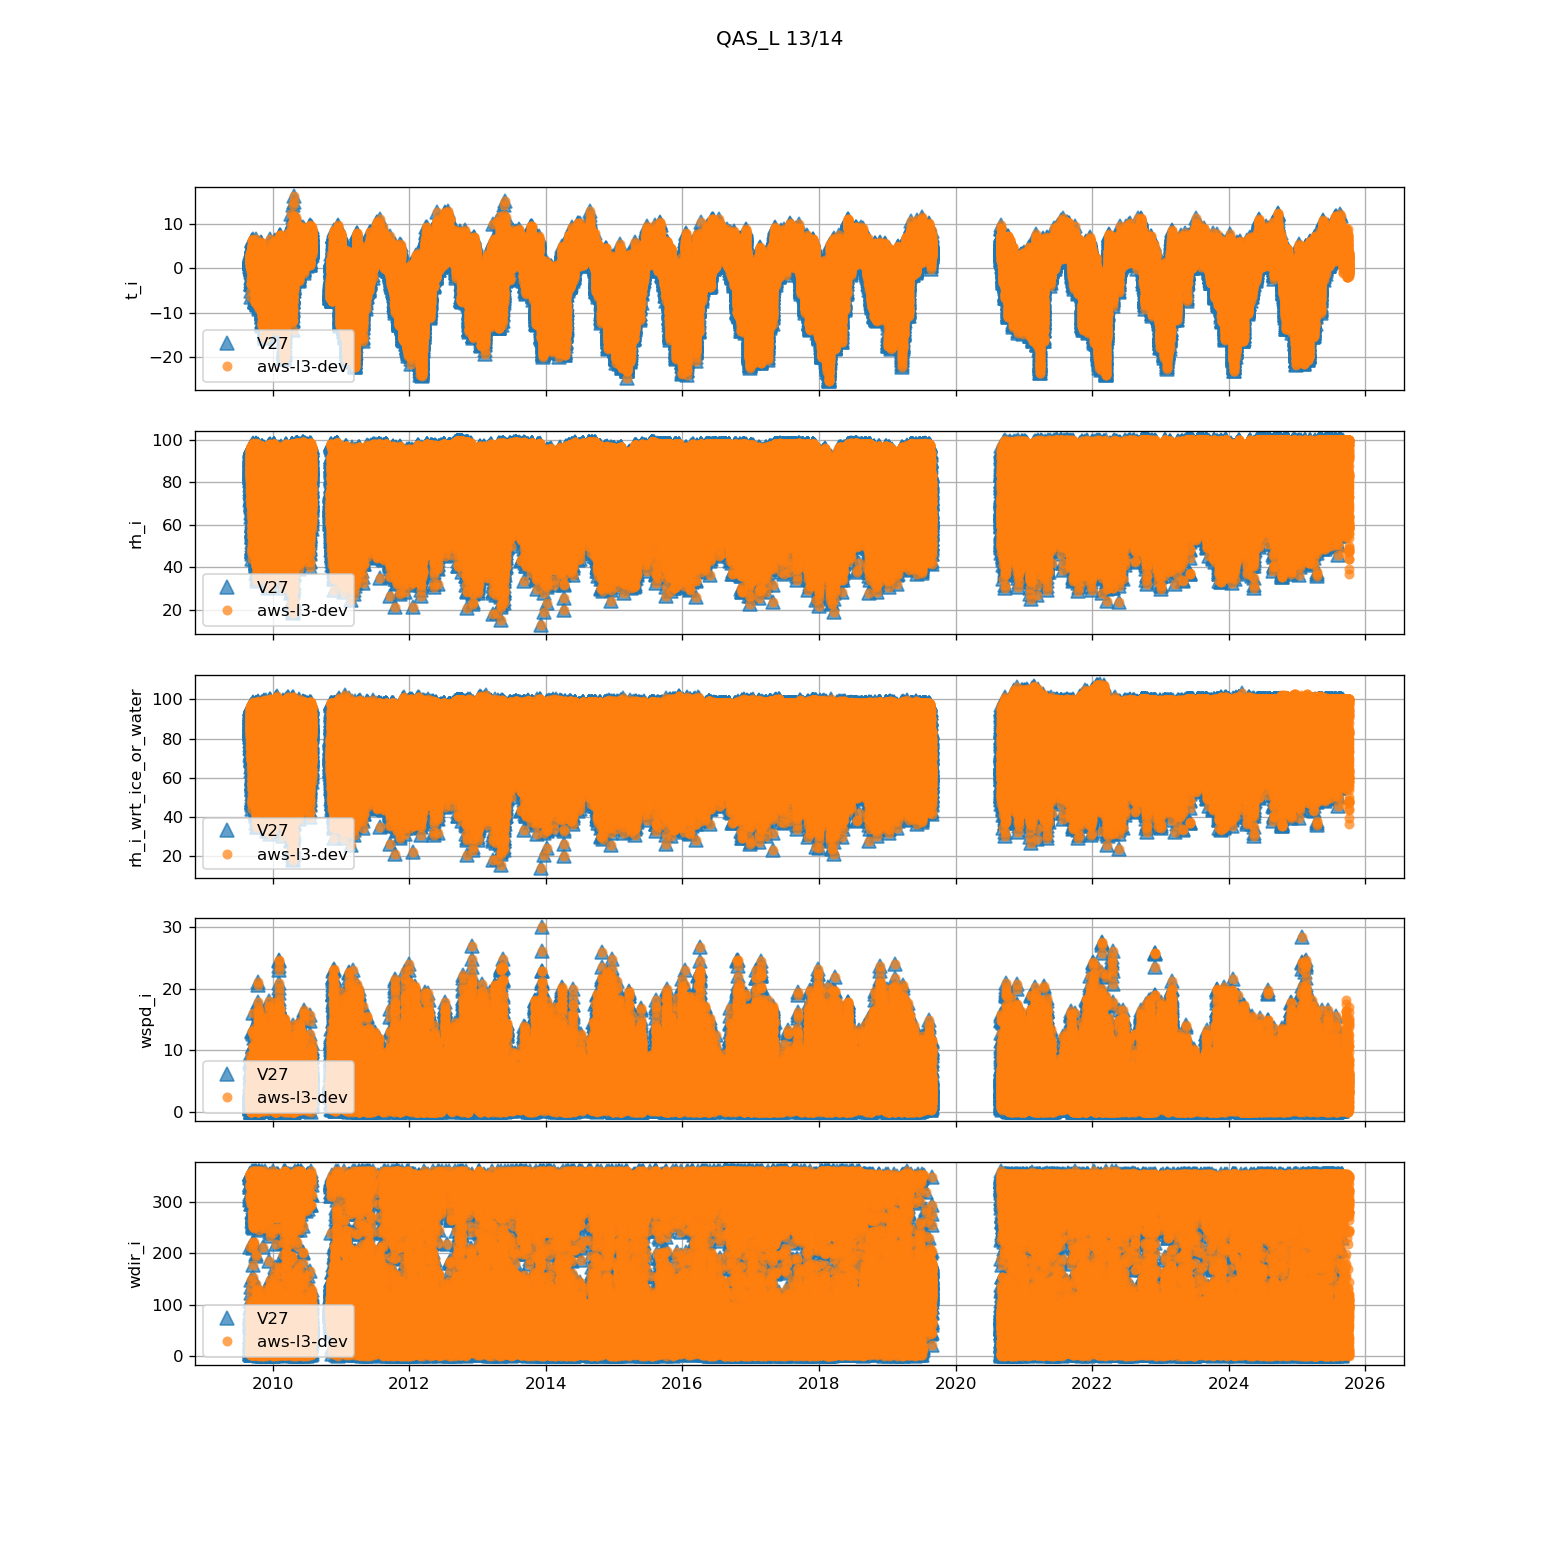 QAS_L 13/14
10
0
−10
−20
t_i
V27
aws-l3-dev
100
80
60
40
20
rh_i
V27
aws-l3-dev
100
80
60
40
20
rh_i_wrt_ice_or_water
V27
aws-l3-dev
30
20
10
0
wspd_i
V27
aws-l3-dev
300
200
100
0
wdir_i
V27
aws-l3-dev
2010 2012 2014 2016 2018 2020 2022 2024 2026